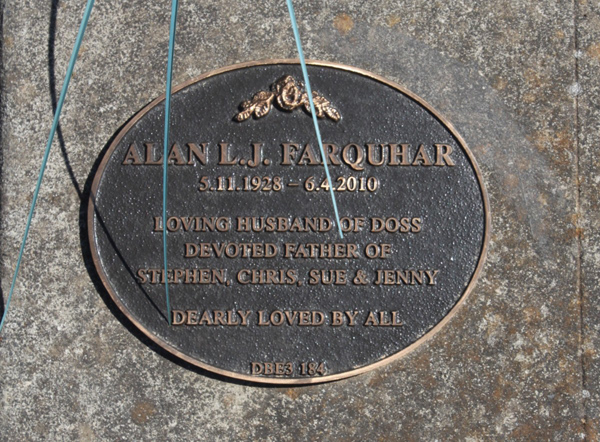 ALAN L.J. FARQUHAR
5.11.1928 – 6.4.2010
LOVING HUSBAND OF DOSS
DEVOTED FATHER OF
STEPHEN, CHRIS, SUE & JENNY
DEARLY LOVED BY ALL
DBE3 184